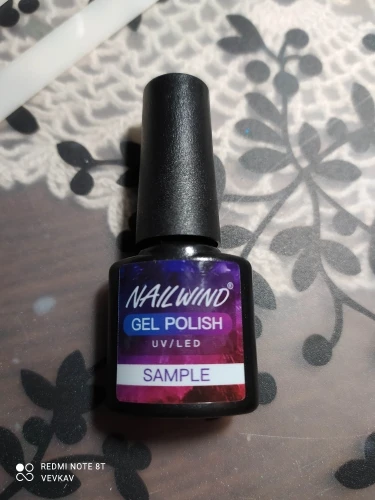 NAILWIND®
GEL POLISH
UV/LED
SAMPLE
REDMI NOTE 8T
VEVKAV